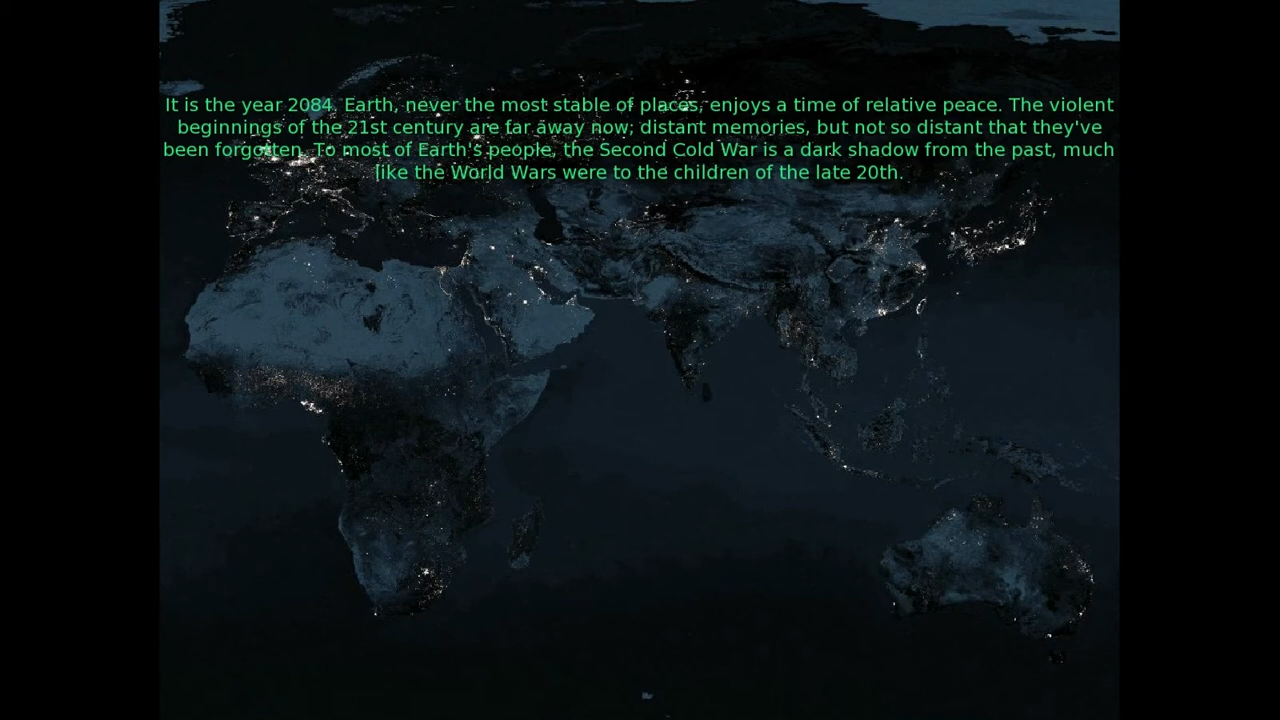 It is the year 2084. Earth, never the most stable of places, enjoys a time of relative peace. The violent
beginnings of the 21st century are far away now; distant memories, but not so distant that they've
been forgotten. To most of Earth's people, the Second Cold War is a dark shadow from the past, much
like the World Wars were to the children of the late 20th.